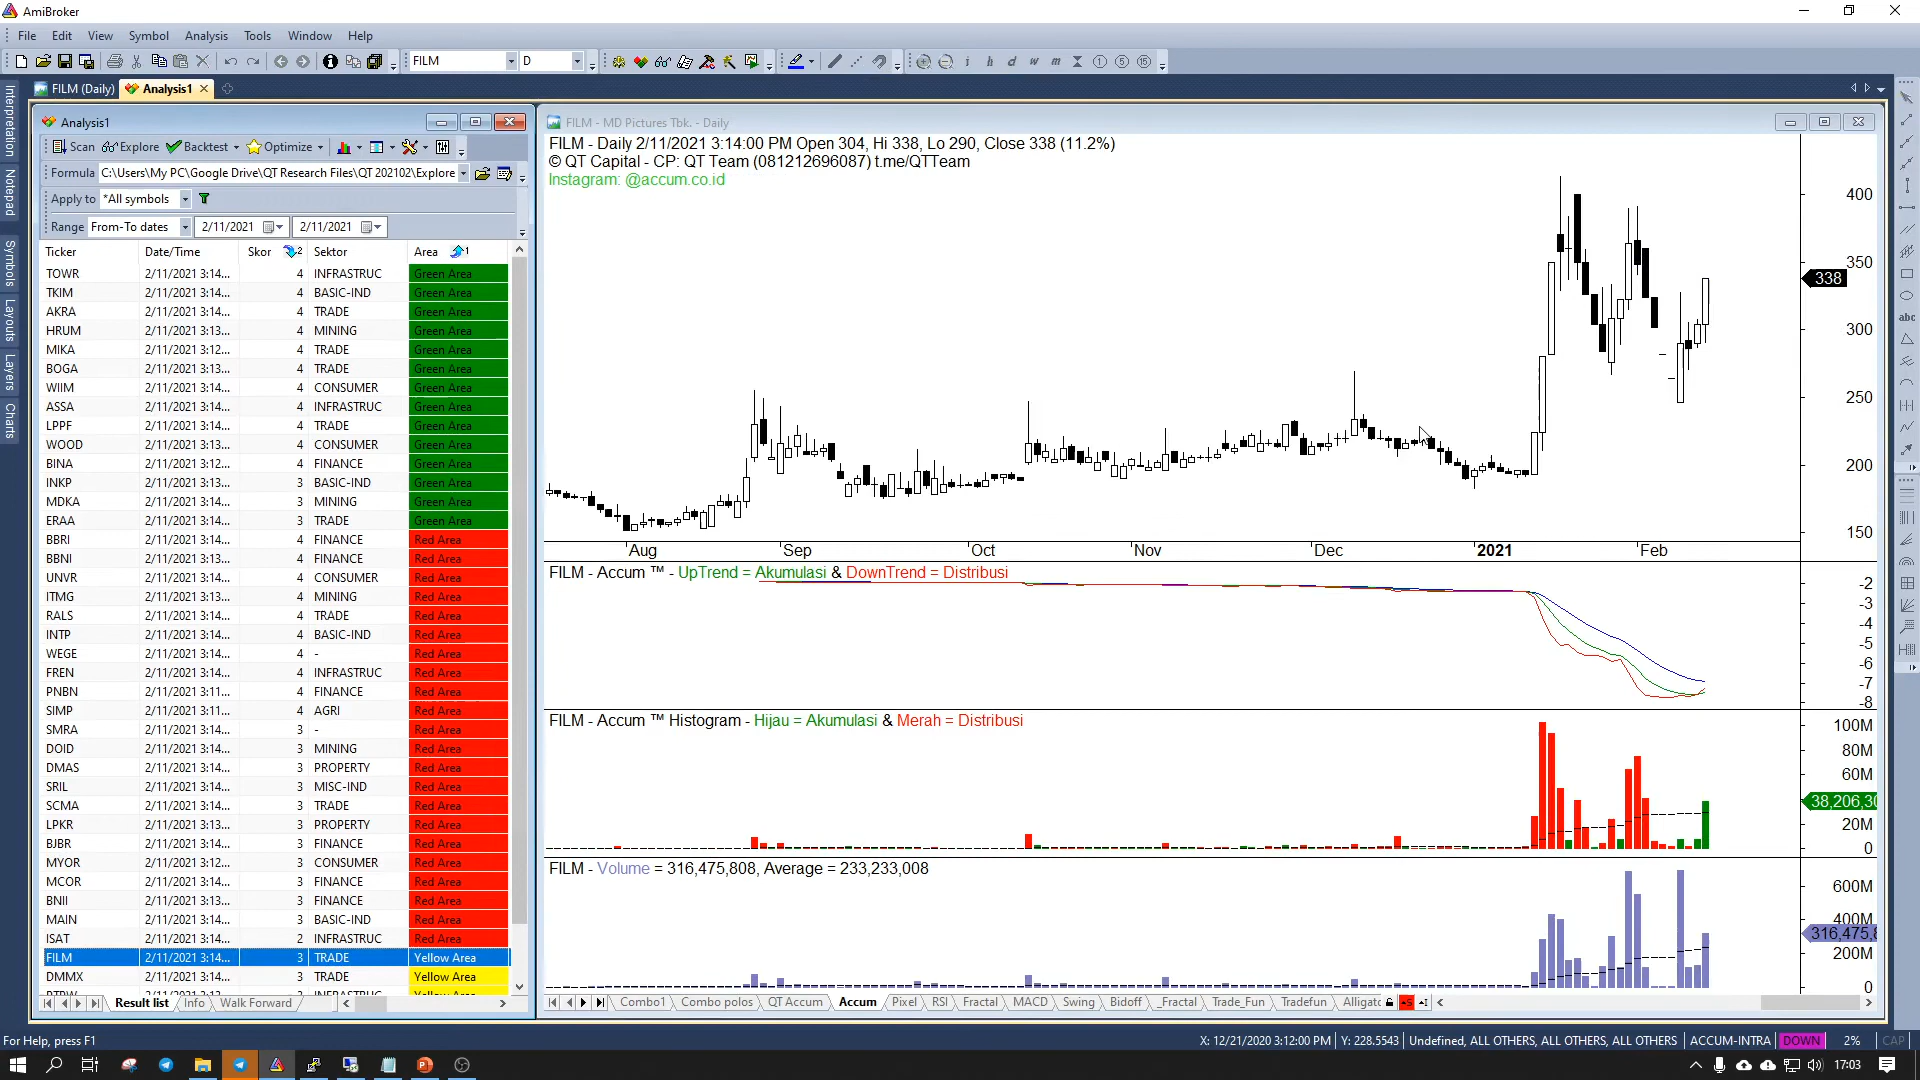 AmiBroker
File Edit View Symbol Analysis Tools Window Help
FILM D
FILM (Daily) Analysis1
Interpretation
Notepad
Symbols
Layouts
Layers
Charts
Analysis1
Scan Explore Backtest Optimize
Formula C:\Users\My PC\Google Drive\QT Research Files\QT 202102\Explore
Apply to *All symbols
Range From-To dates 2/11/2021 2/11/2021
Ticker Date/Time Skor 2 Sektor Area 1
TOWR 2/11/2021 3:14... 4 INFRASTRUC Green Area
TKIM 2/11/2021 3:14... 4 BASIC-IND Green Area
AKRA 2/11/2021 3:14... 4 TRADE Green Area
HRUM 2/11/2021 3:13... 4 MINING Green Area
MIKA 2/11/2021 3:12... 4 TRADE Green Area
BOGA 2/11/2021 3:13... 4 TRADE Green Area
WIIM 2/11/2021 3:14... 4 CONSUMER Green Area
ASSA 2/11/2021 3:14... 4 INFRASTRUC Green Area
LPPF 2/11/2021 3:14... 4 TRADE Green Area
WOOD 2/11/2021 3:13... 4 CONSUMER Green Area
BINA 2/11/2021 3:12... 4 FINANCE Green Area
INKP 2/11/2021 3:13... 3 BASIC-IND Green Area
MDKA 2/11/2021 3:14... 3 MINING Green Area
ERAA 2/11/2021 3:14... 3 TRADE Green Area
BBRI 2/11/2021 3:14... 4 FINANCE Red Area
BBNI 2/11/2021 3:13... 4 FINANCE Red Area
UNVR 2/11/2021 3:14... 4 CONSUMER Red Area
ITMG 2/11/2021 3:13... 4 MINING Red Area
RALS 2/11/2021 3:14... 4 TRADE Red Area
INTP 2/11/2021 3:14... 4 BASIC-IND Red Area
WEGE 2/11/2021 3:14... 4 - Red Area
FREN 2/11/2021 3:14... 4 INFRASTRUC Red Area
PNBN 2/11/2021 3:11... 4 FINANCE Red Area
SIMP 2/11/2021 3:11... 4 AGRI Red Area
SMRA 2/11/2021 3:14... 3 - Red Area
DOID 2/11/2021 3:14... 3 MINING Red Area
DMAS 2/11/2021 3:14... 3 PROPERTY Red Area
SRIL 2/11/2021 3:14... 3 MISC-IND Red Area
SCMA 2/11/2021 3:14... 3 TRADE Red Area
LPKR 2/11/2021 3:13... 3 PROPERTY Red Area
BJBR 2/11/2021 3:14... 3 FINANCE Red Area
MYOR 2/11/2021 3:12... 3 CONSUMER Red Area
MCOR 2/11/2021 3:14... 3 FINANCE Red Area
BNII 2/11/2021 3:13... 3 FINANCE Red Area
MAIN 2/11/2021 3:14... 3 BASIC-IND Red Area
ISAT 2/11/2021 3:14... 2 INFRASTRUC Red Area
FILM 2/11/2021 3:14... 3 TRADE Yellow Area
DMMX 2/11/2021 3:14... 3 TRADE Yellow Area
Result list Info Walk Forward
FILM - MD Pictures Tbk. - Daily
FILM - Daily 2/11/2021 3:14:00 PM Open 304, Hi 338, Lo 290, Close 338 (11.2%)
© QT Capital - CP: QT Team (081212696087) t.me/QTTeam
Instagram: @accum.co.id
400
350
338
300
250
200
150
Aug Sep Oct Nov Dec 2021 Feb
FILM - Accum ™ - UpTrend = Akumulasi & DownTrend = Distribusi
-2
-3
-4
-5
-6
-7
-8
FILM - Accum ™ Histogram - Hijau = Akumulasi & Merah = Distribusi
100M
80M
60M
38,206,30
20M
0
FILM - Volume = 316,475,808, Average = 233,233,008
600M
400M
316,475,8
200M
0
Combo1 Combo polos QT Accum Accum Pixel RSI Fractal MACD Swing Bidoff _Fractal Trade_Fun Tradefun Alligato
For Help, press F1
X: 12/21/2020 3:12:00 PM Y: 228.5543 Undefined, ALL OTHERS, ALL OTHERS, ALL OTHERS ACCUM-INTRA DOWN 2% CAP
17:03